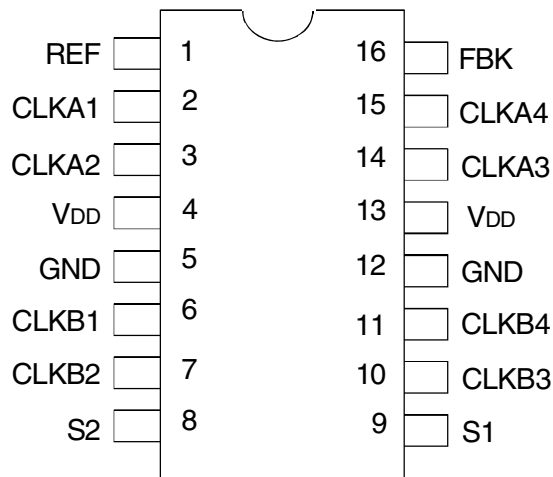 REF 1 16 FBK
CLKA1 2 15 CLKA4
CLKA2 3 14 CLKA3
VDD 4 13 VDD
GND 5 12 GND
CLKB1 6 11 CLKB4
CLKB2 7 10 CLKB3
S2 8 9 S1